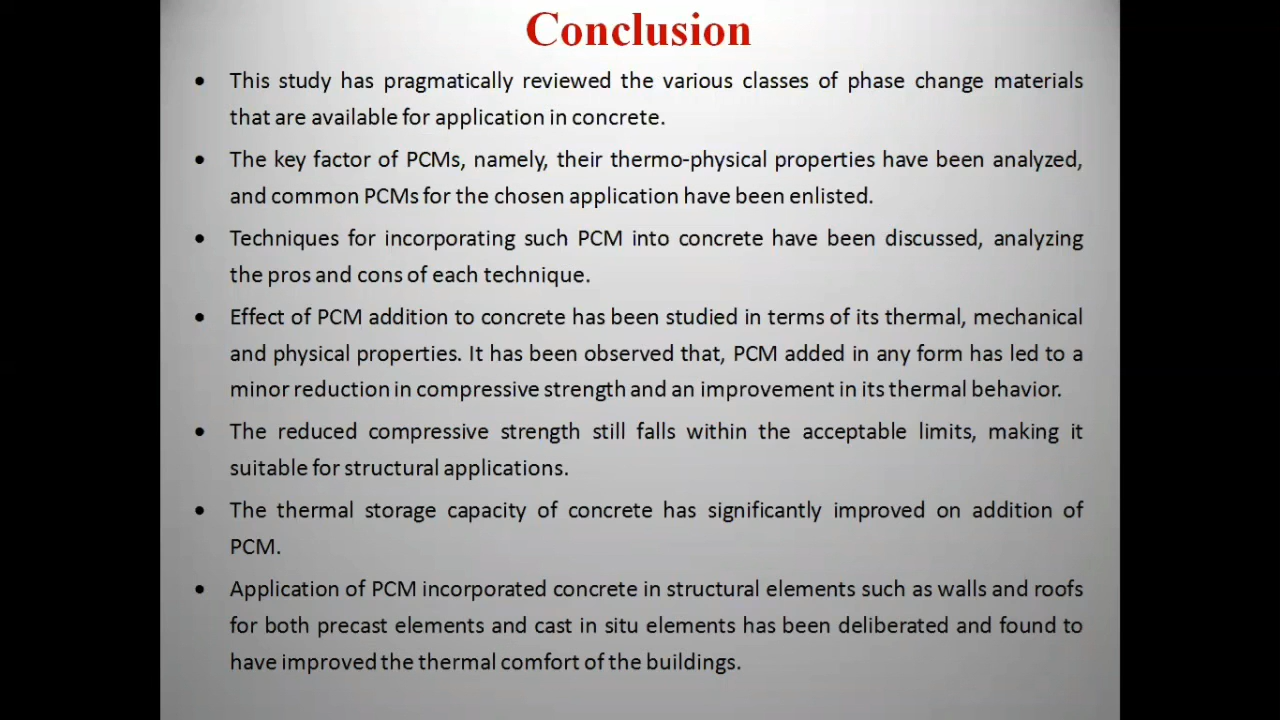 Conclusion
• This study has pragmatically reviewed the various classes of phase change materials
that are available for application in concrete.
• The key factor of PCMs, namely, their thermo-physical properties have been analyzed,
and common PCMs for the chosen application have been enlisted.
• Techniques for incorporating such PCM into concrete have been discussed, analyzing
the pros and cons of each technique.
• Effect of PCM addition to concrete has been studied in terms of its thermal, mechanical
and physical properties. It has been observed that, PCM added in any form has led to a
minor reduction in compressive strength and an improvement in its thermal behavior.
• The reduced compressive strength still falls within the acceptable limits, making it
suitable for structural applications.
• The thermal storage capacity of concrete has significantly improved on addition of
PCM.
• Application of PCM incorporated concrete in structural elements such as walls and roofs
for both precast elements and cast in situ elements has been deliberated and found to
have improved the thermal comfort of the buildings.